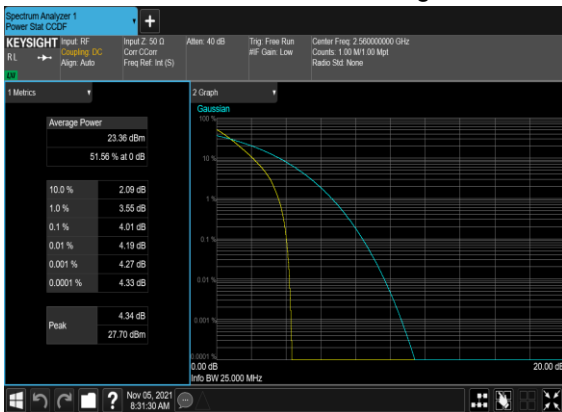 Spectrum Analyzer 1
Power Stat CCDF
+
KEYSIGHT
RL
LV
Input: RF
Coupling: DC
Align: Auto
Input Z: 50 Ω
Corr CCorr
Freq Ref: Int (S)
Atten: 40 dB
Trig: Free Run
#IF Gain: Low
Center Freq: 2.560000000 GHz
Counts: 1.00 M/1.00 Mpt
Radio Std: None
1 Metrics
Average Power
23.36 dBm
51.56 % at 0 dB
10.0 % 2.09 dB
1.0 % 3.55 dB
0.1 % 4.01 dB
0.01 % 4.19 dB
0.001 % 4.27 dB
0.0001 % 4.33 dB
Peak
4.34 dB
27.70 dBm
2 Graph
Gaussian
100 %
10 %
1 %
0.1 %
0.01 %
0.001 %
0.0001 %
0.00 dB 20.00 dB
Info BW 25.000 MHz
?
Nov 05, 2021
8:31:30 AM